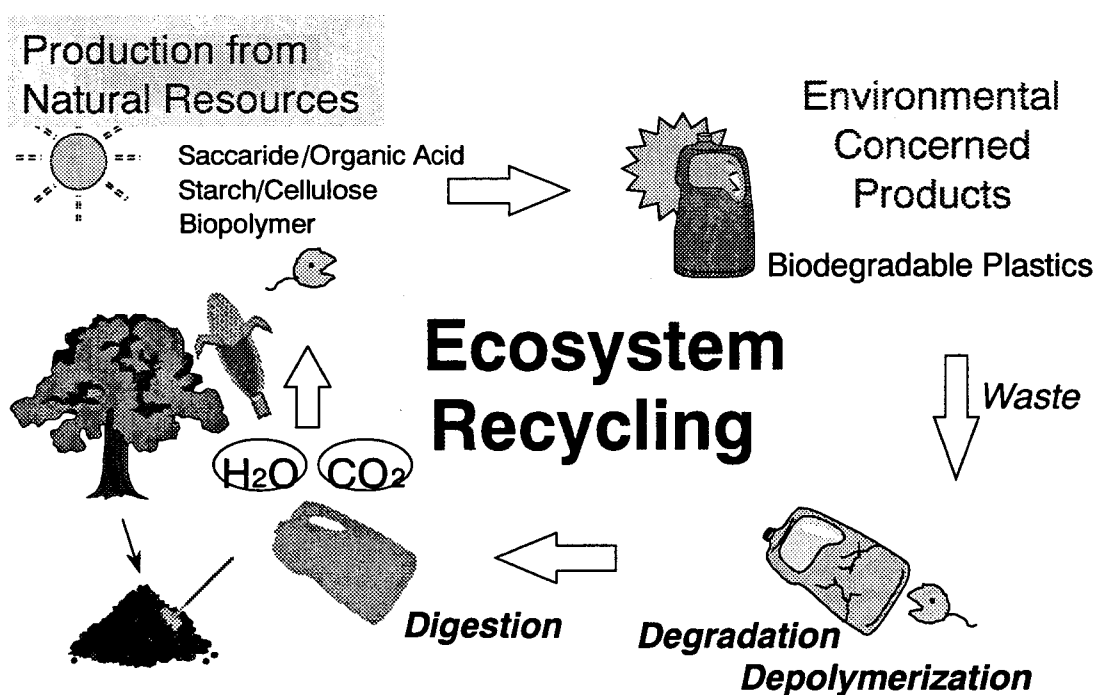 Production from
Natural Resources
Saccaride/Organic Acid
Starch/Cellulose
Biopolymer
Environmental
Concerned
Products
Biodegradable Plastics
Ecosystem
Recycling
Waste
H2O CO2
Digestion
Degradation
Depolymerization